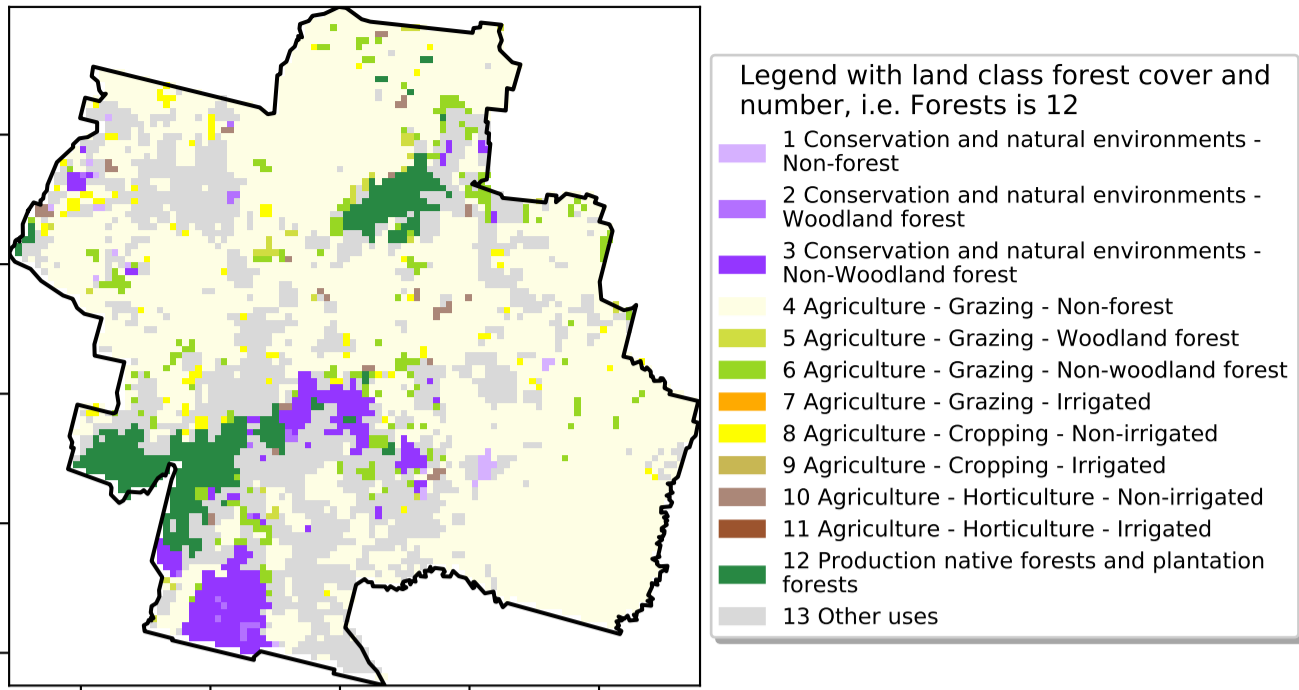 Legend with land class forest cover and
number, i.e. Forests is 12
1 Conservation and natural environments -
Non-forest
2 Conservation and natural environments -
Woodland forest
3 Conservation and natural environments -
Non-Woodland forest
4 Agriculture - Grazing - Non-forest
5 Agriculture - Grazing - Woodland forest
6 Agriculture - Grazing - Non-woodland forest
7 Agriculture - Grazing - Irrigated
8 Agriculture - Cropping - Non-irrigated
9 Agriculture - Cropping - Irrigated
10 Agriculture - Horticulture - Non-irrigated
11 Agriculture - Horticulture - Irrigated
12 Production native forests and plantation
forests
13 Other uses